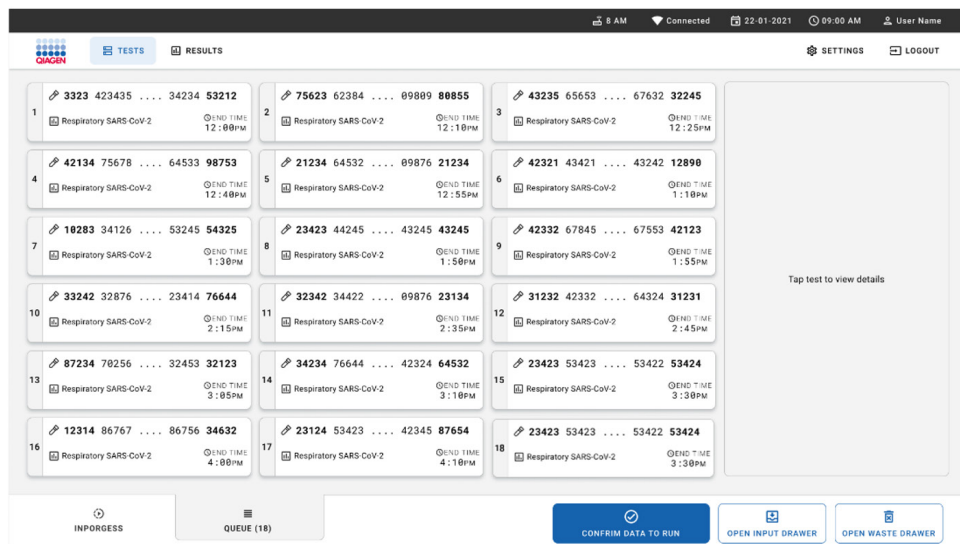 8 AM Connected 22-01-2021 09:00 AM User Name
QIAGEN TESTS RESULTS SETTINGS LOGOUT
1 3323 423435 .... 34234 53212
Respiratory SARS-CoV-2 END TIME
12:00PM
2 75623 62384 .... 09809 80855
Respiratory SARS-CoV-2 END TIME
12:10PM
3 43235 65653 .... 67632 32245
Respiratory SARS-CoV-2 END TIME
12:25PM
4 42134 75678 .... 64533 98753
Respiratory SARS-CoV-2 END TIME
12:40PM
5 21234 64532 .... 09876 21234
Respiratory SARS-CoV-2 END TIME
12:55PM
6 42321 43421 .... 43242 12890
Respiratory SARS-CoV-2 END TIME
1:10PM
7 10283 34126 .... 53245 54325
Respiratory SARS-CoV-2 END TIME
1:30PM
8 23423 44245 .... 43245 43245
Respiratory SARS-CoV-2 END TIME
1:50PM
9 42332 67845 .... 67553 42123
Respiratory SARS-CoV-2 END TIME
1:55PM
10 33242 32876 .... 23414 76644
Respiratory SARS-CoV-2 END TIME
2:15PM
11 32342 34422 .... 09876 23134
Respiratory SARS-CoV-2 END TIME
2:35PM
12 31232 42332 .... 64324 31231
Respiratory SARS-CoV-2 END TIME
2:45PM
13 87234 70256 .... 32453 32123
Respiratory SARS-CoV-2 END TIME
3:05PM
14 34234 76644 .... 42324 64532
Respiratory SARS-CoV-2 END TIME
3:10PM
15 23423 53423 .... 53422 53424
Respiratory SARS-CoV-2 END TIME
3:30PM
16 12314 86767 .... 86756 34632
Respiratory SARS-CoV-2 END TIME
4:00PM
17 23124 53423 .... 42345 87654
Respiratory SARS-CoV-2 END TIME
4:10PM
18 23423 53423 .... 53422 53424
Respiratory SARS-CoV-2 END TIME
3:30PM
Tap test to view details
INPORGESS QUEUE (18) CONFRIM DATA TO RUN OPEN INPUT DRAWER OPEN WASTE DRAWER